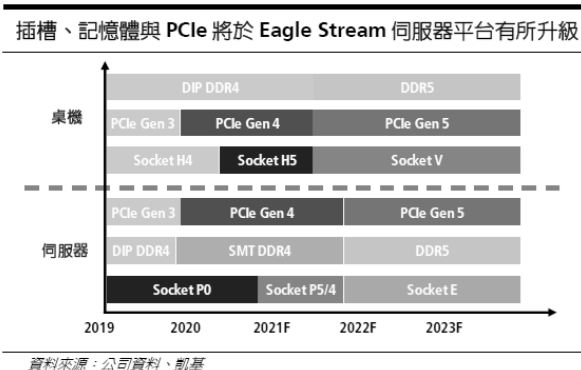 插槽、記憶體與 PCIe 將於 Eagle Stream 伺服器平台有所升級
DIP DDR4 DDR5
桌機
PCIe Gen 3 PCIe Gen 4 PCIe Gen 5
Socket H4 Socket H5 Socket V
PCIe Gen 3 PCIe Gen 4 PCIe Gen 5
伺服器 DIP DDR4 SMT DDR4 DDR5
Socket P0 Socket P5/4 Socket E
2019 2020 2021F 2022F 2023F
資料來源：公司資料、凱基